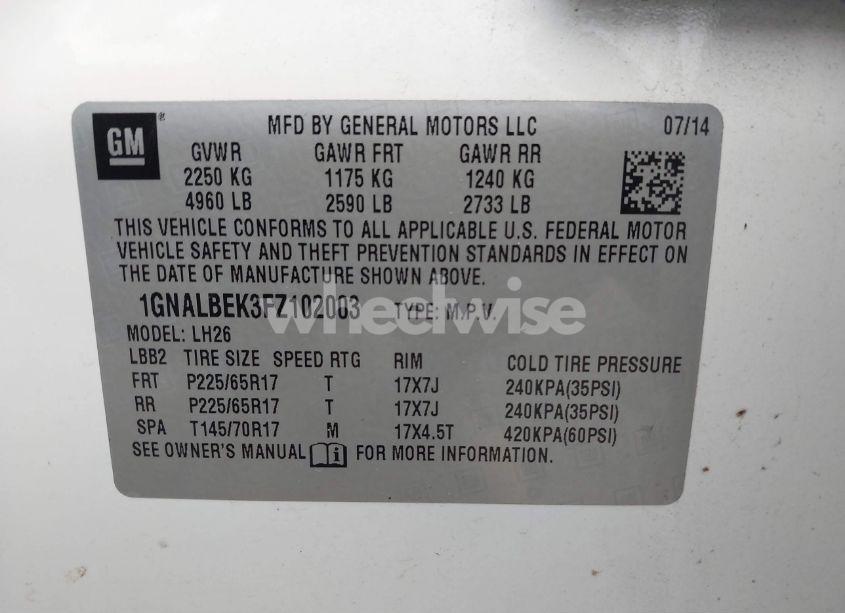 GM ® MFD BY GENERAL MOTORS LLC 07/14
GVWR GAWR FRT GAWR RR
2250 KG 1175 KG 1240 KG
4960 LB 2590 LB 2733 LB
THIS VEHICLE CONFORMS TO ALL APPLICABLE U.S. FEDERAL MOTOR
VEHICLE SAFETY AND THEFT PREVENTION STANDARDS IN EFFECT ON
THE DATE OF MANUFACTURE SHOWN ABOVE.
1GNALBEK3FZ102003 TYPE: M.P.V.
wheelwise
MODEL: LH26
LBB2 TIRE SIZE SPEED RTG RIM COLD TIRE PRESSURE
FRT P225/65R17 T 17X7J 240KPA(35PSI)
RR P225/65R17 T 17X7J 240KPA(35PSI)
SPA T145/70R17 M 17X4.5T 420KPA(60PSI)
SEE OWNER'S MANUAL i FOR MORE INFORMATION.